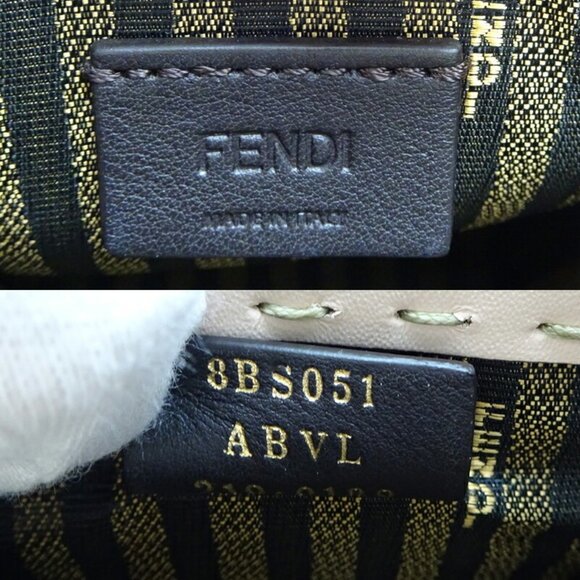 FENDI
MADE IN ITALY
8BS051
ABVL